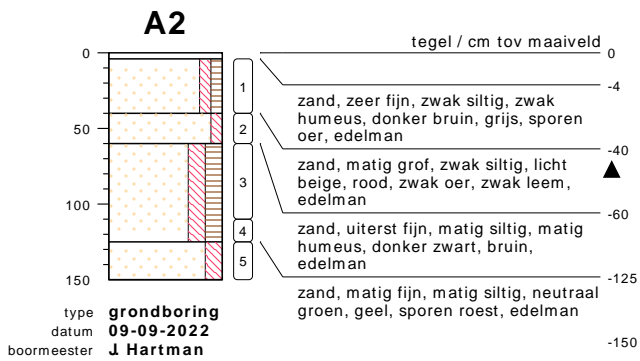 A2
tegel / cm tov maaiveld
0
0
1
-4
zand, zeer fijn, zwak siltig, zwak
humeus, donker bruin, grijs, sporen
oer, edelman
50
2
-40
zand, matig grof, zwak siltig, licht
beige, rood, zwak oer, zwak leem,
edelman
3
100
-60
zand, uiterst fijn, matig siltig, matig
humeus, donker zwart, bruin,
edelman
4
5
150
-125
zand, matig fijn, matig siltig, neutraal
groen, geel, sporen roest, edelman
-150
type grondboring
datum 09-09-2022
boormeester J Hartman